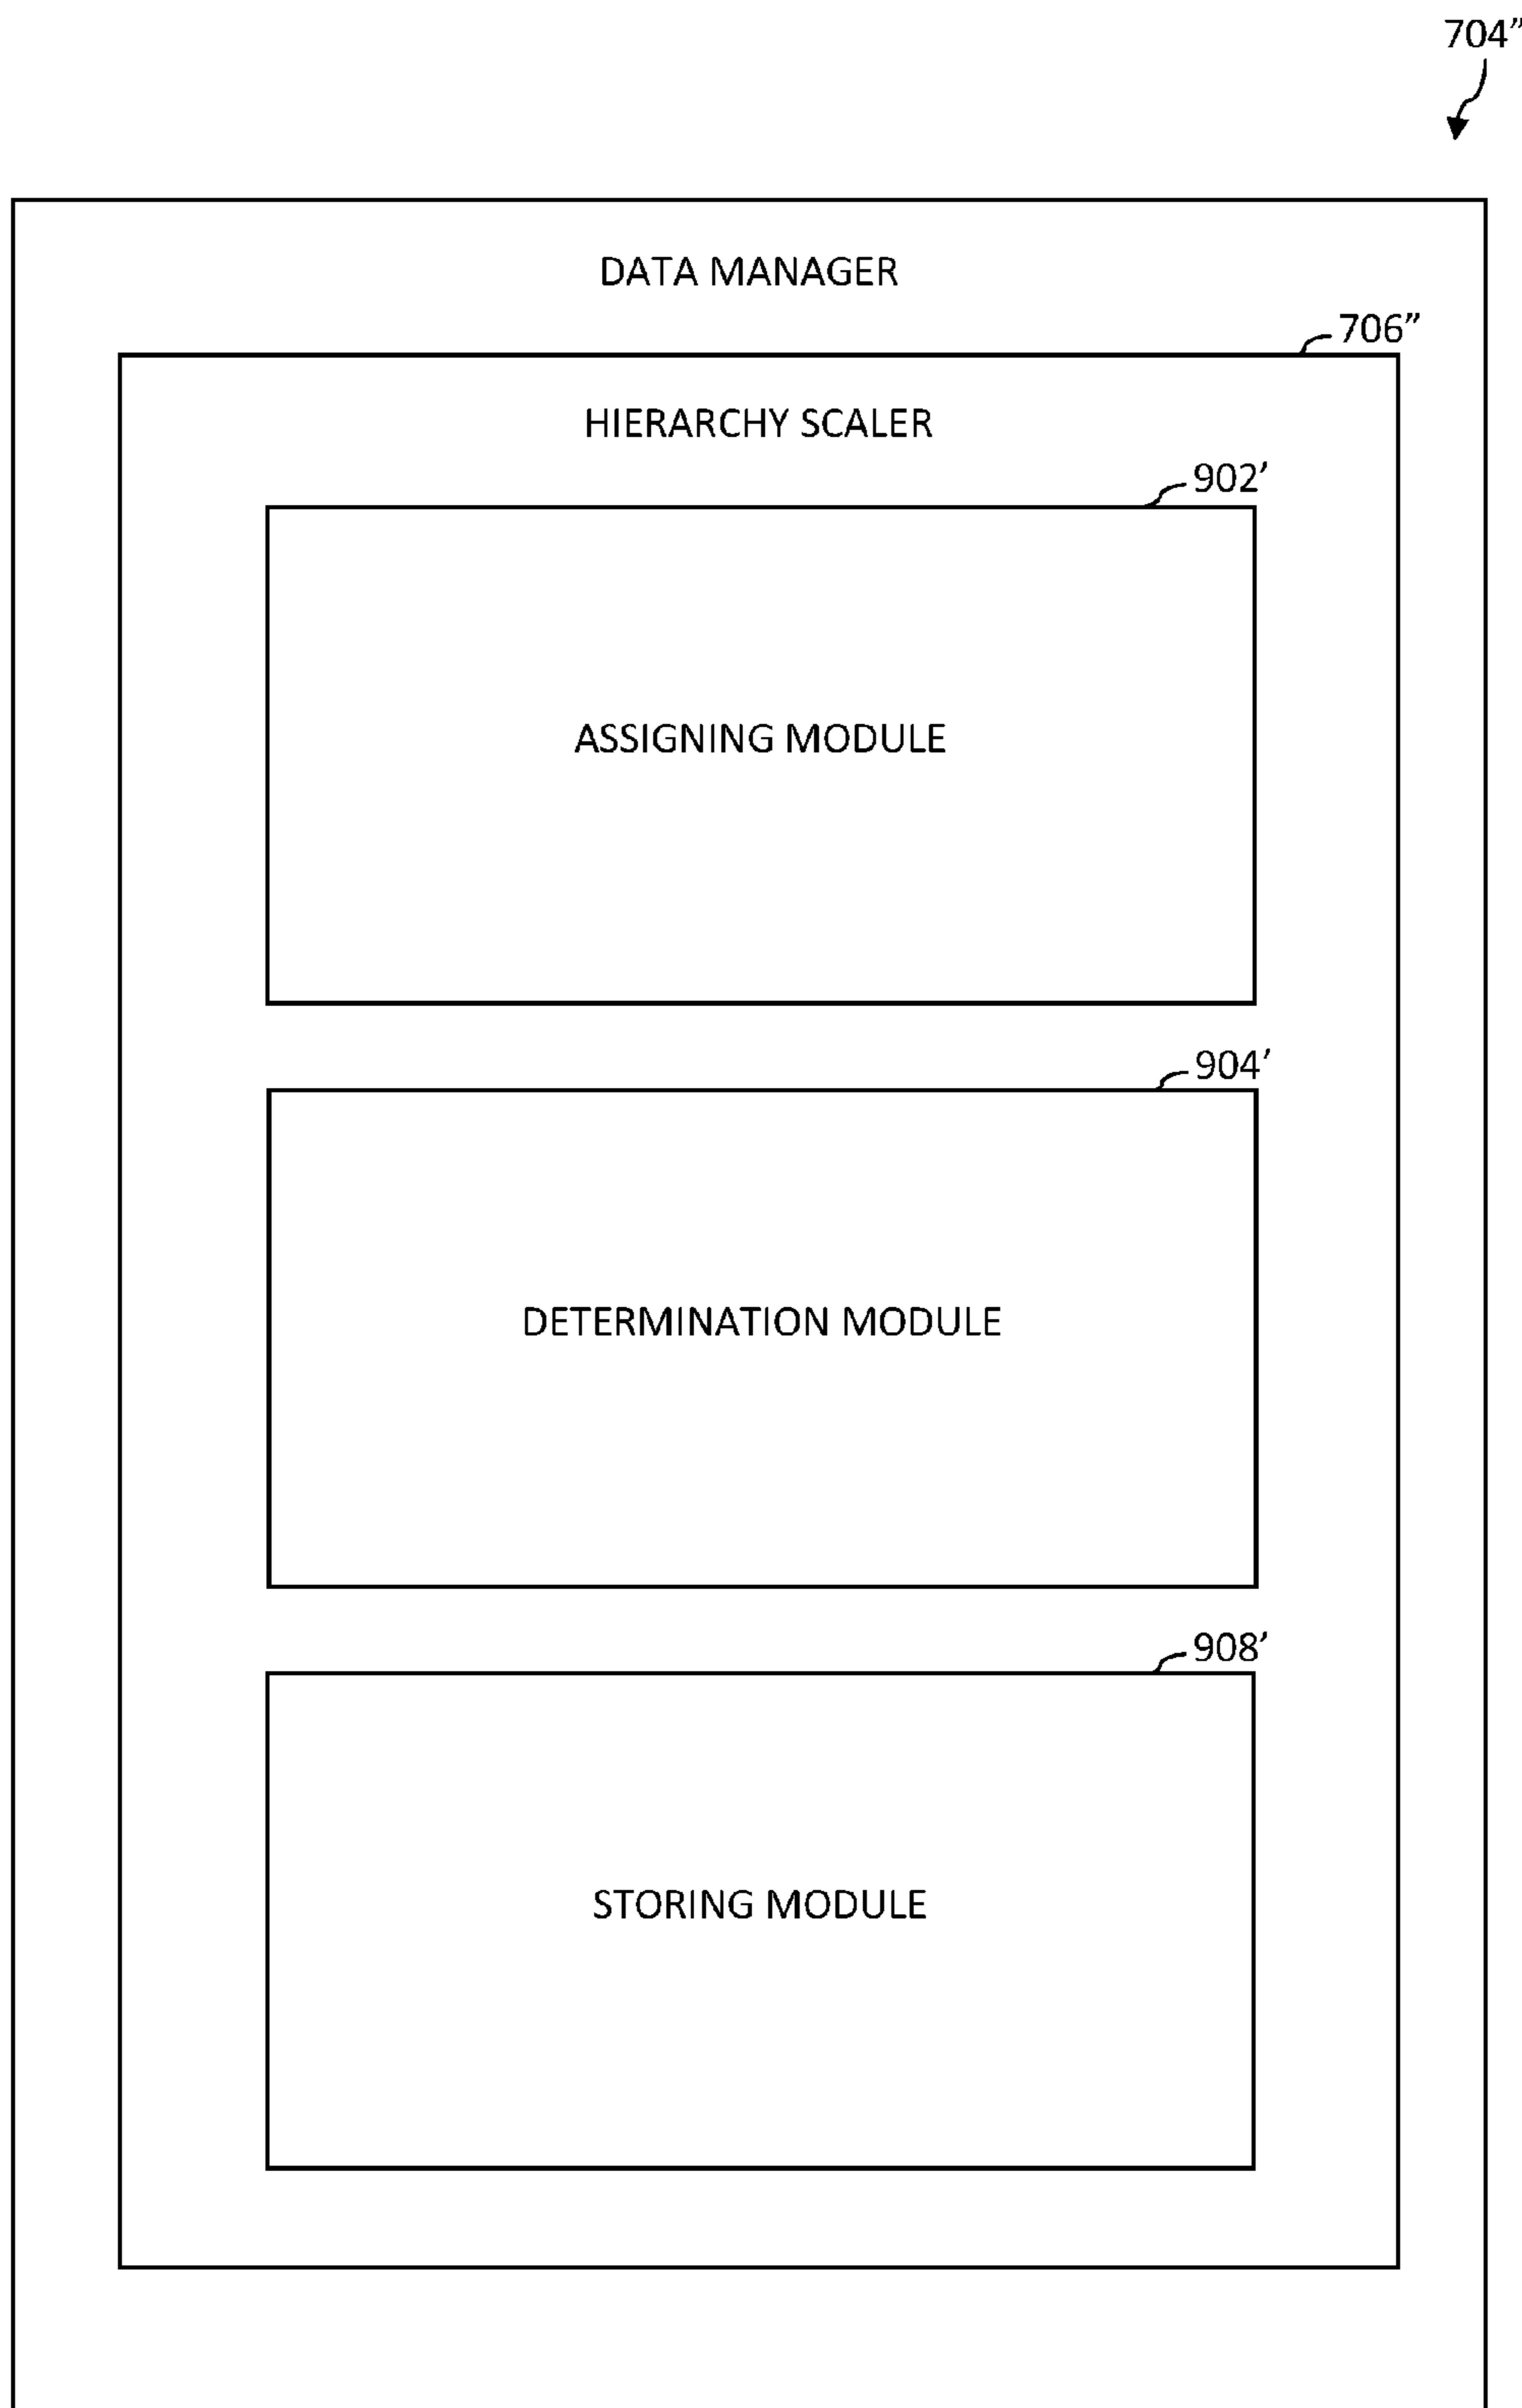 704”
DATA MANAGER
706”
HIERARCHY SCALER
902’
ASSIGNING MODULE
904’
DETERMINATION MODULE
908’
STORING MODULE